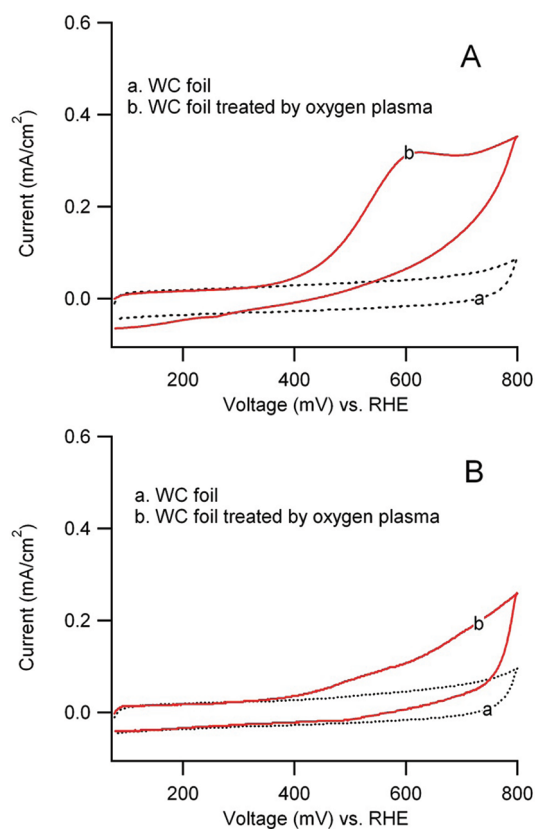 A
a. WC foil
b. WC foil treated by oxygen plasma
Current (mA/cm²)
0.6
0.4
0.2
0.0
b
a
200
400
600
800
Voltage (mV) vs. RHE
B
a. WC foil
b. WC foil treated by oxygen plasma
Current (mA/cm²)
0.6
0.4
0.2
0.0
b
a
200
400
600
800
Voltage (mV) vs. RHE